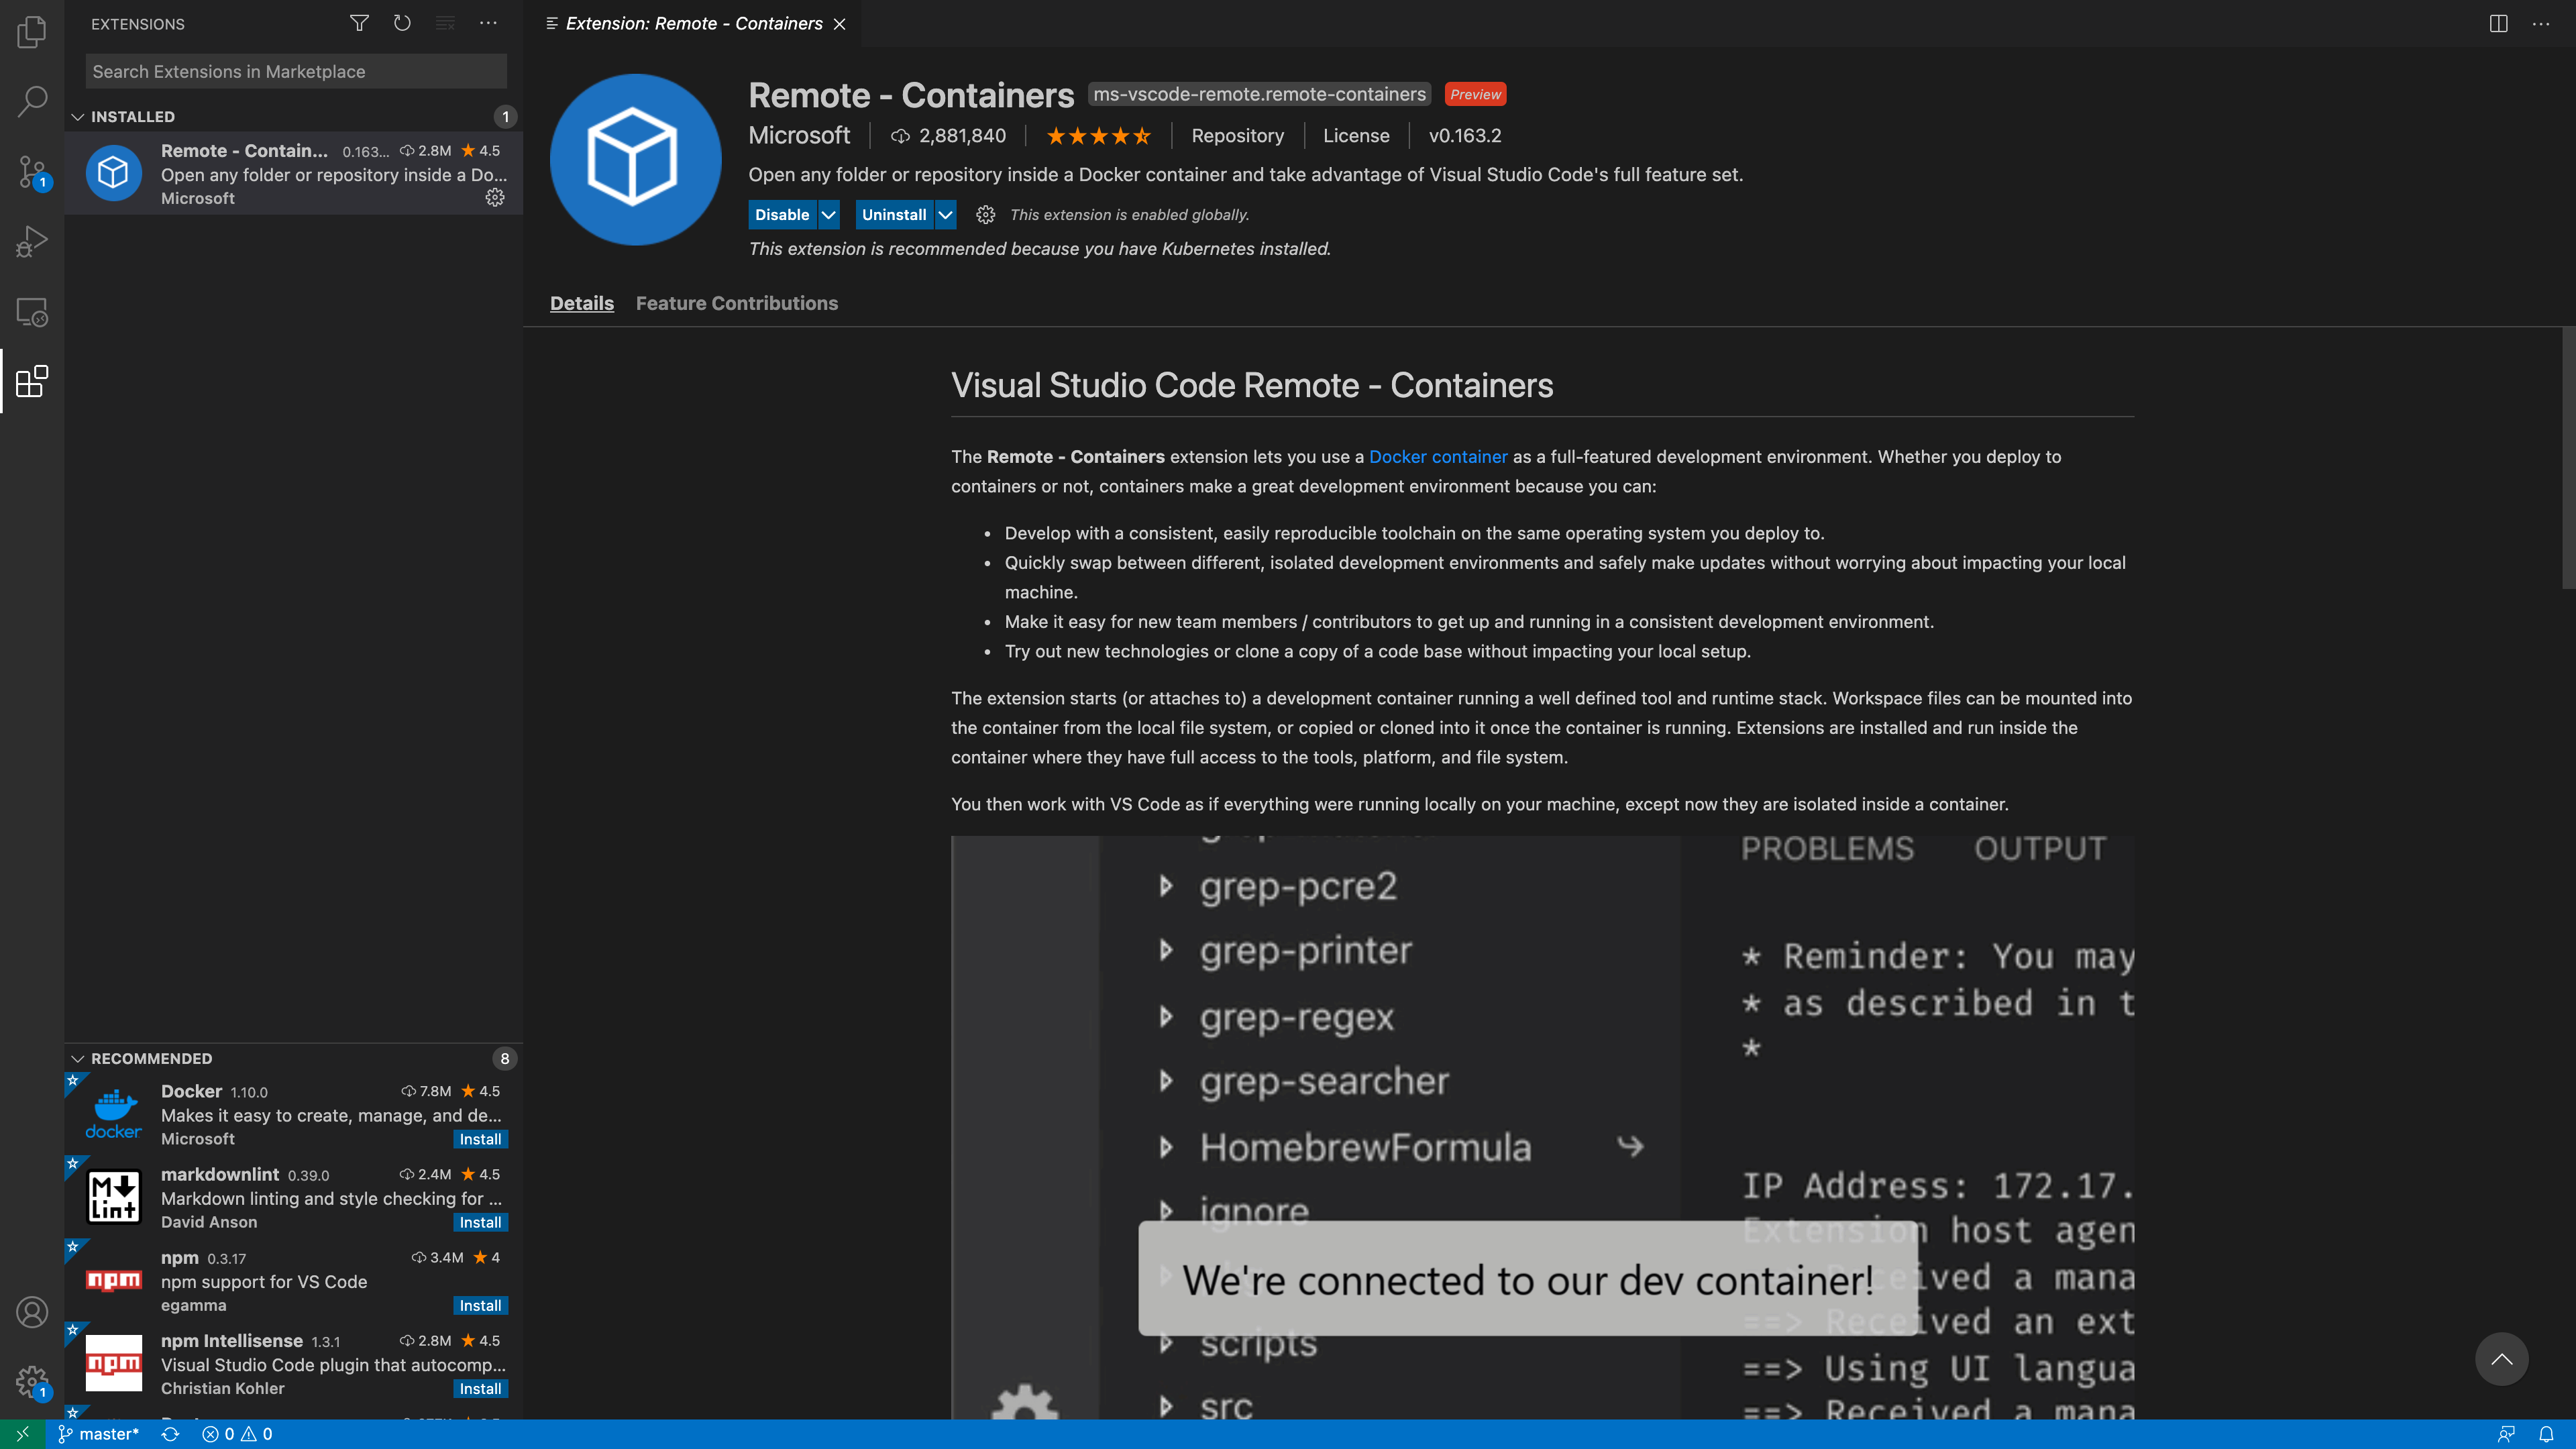 EXTENSIONS
Search Extensions in Marketplace
INSTALLED 1
Remote - Contain... 0.163... 2.8M ★ 4.5
Open any folder or repository inside a Do...
Microsoft
RECOMMENDED 8
Docker 1.10.0 7.8M ★ 4.5
Makes it easy to create, manage, and de...
docker
Microsoft Install
markdownlint 0.39.0 2.4M ★ 4.5
Markdown linting and style checking for ...
M lint
David Anson Install
npm 0.3.17 3.4M ★ 4
npm support for VS Code
npm
egamma Install
npm Intellisense 1.3.1 2.8M ★ 4.5
Visual Studio Code plugin that autocomp...
npm
Christian Kohler Install
1
1
Extension: Remote - Containers
Remote - Containers ms-vscode-remote.remote-containers Preview
Microsoft 2,881,840 Repository License v0.163.2
Open any folder or repository inside a Docker container and take advantage of Visual Studio Code's full feature set.
Disable Uninstall This extension is enabled globally.
This extension is recommended because you have Kubernetes installed.
Details Feature Contributions
Visual Studio Code Remote - Containers
The Remote - Containers extension lets you use a Docker container as a full-featured development environment. Whether you deploy to
containers or not, containers make a great development environment because you can:
• Develop with a consistent, easily reproducible toolchain on the same operating system you deploy to.
• Quickly swap between different, isolated development environments and safely make updates without worrying about impacting your local
machine.
• Make it easy for new team members / contributors to get up and running in a consistent development environment.
• Try out new technologies or clone a copy of a code base without impacting your local setup.
The extension starts (or attaches to) a development container running a well defined tool and runtime stack. Workspace files can be mounted into
the container from the local file system, or copied or cloned into it once the container is running. Extensions are installed and run inside the
container where they have full access to the tools, platform, and file system.
You then work with VS Code as if everything were running locally on your machine, except now they are isolated inside a container.
grep-pcre2
grep-printer
grep-regex
grep-searcher
HomebrewFormula
ignore
We're connected to our dev container!
scripts
src
PROBLEMS OUTPUT
* Reminder: You may
* as described in t
*
IP Address: 172.17.
Extension host agen
Received a mana
==> Received an ext
==> Using UI langua
==> Received a mana
master* 0 0